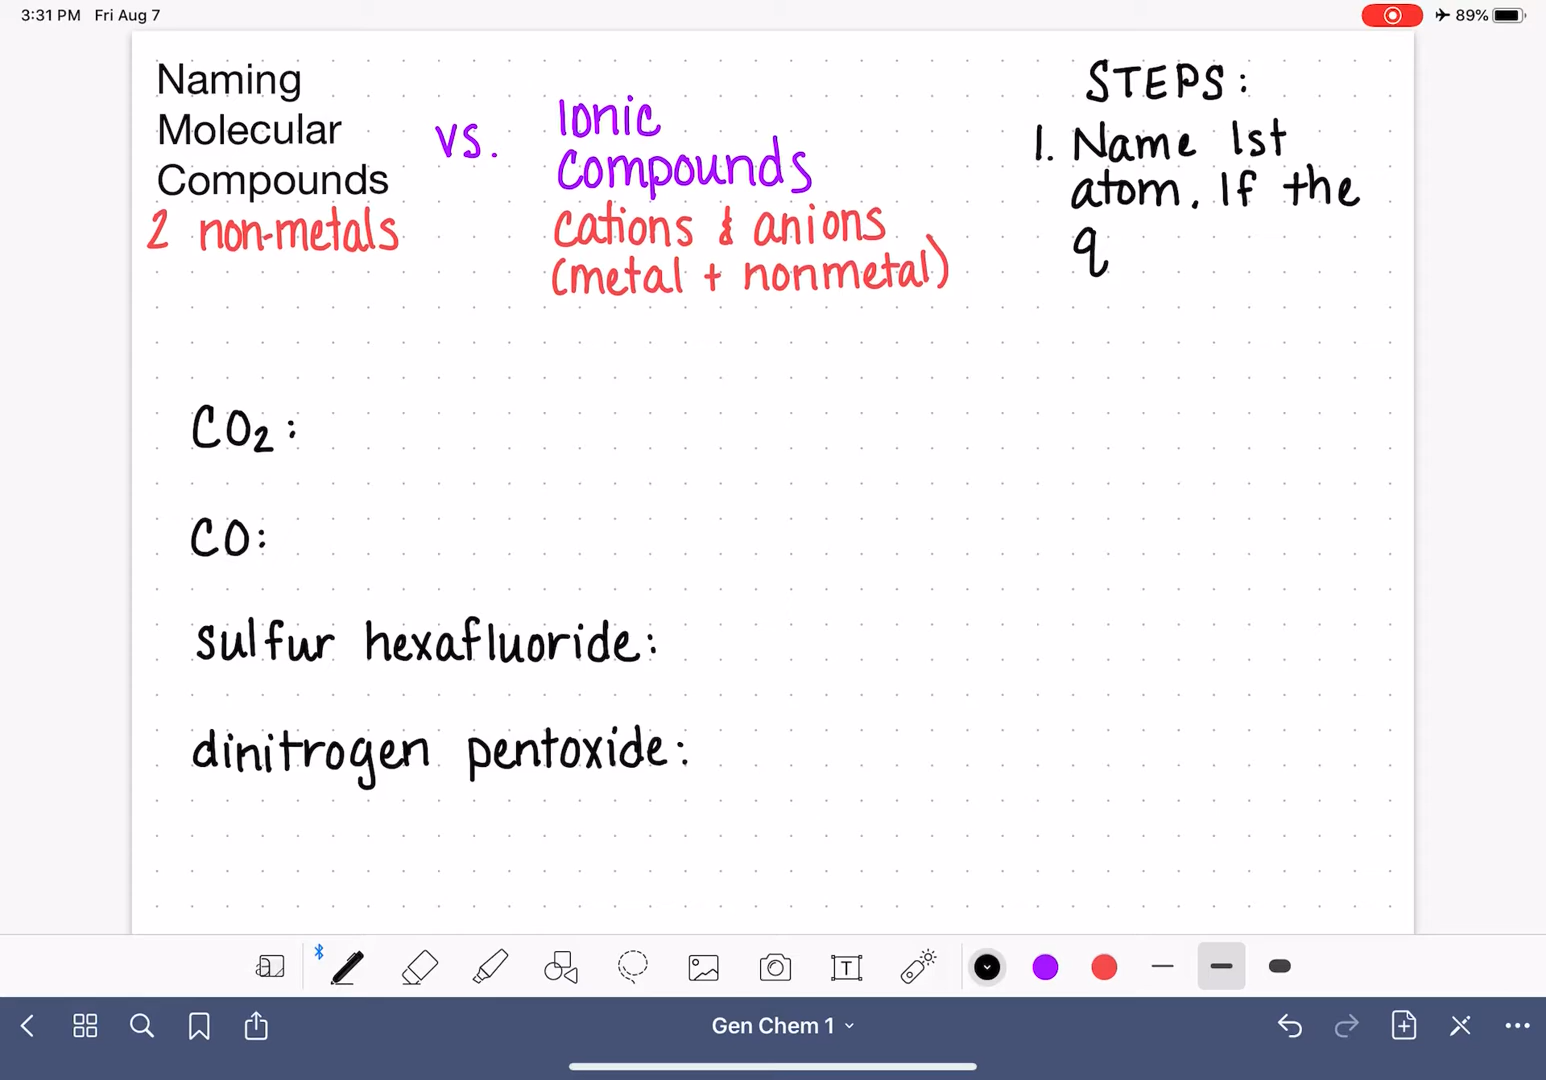 3:31 PM Fri Aug 7
89%
Naming
Molecular
Compounds
2 non-metals
vs.
Ionic
Compounds
cations & anions
(metal + nonmetal)
STEPS:
1. Name 1st
atom. If the
q
CO₂:
CO:
sulfur hexafluoride:
dinitrogen pentoxide:
T
Gen Chem 1